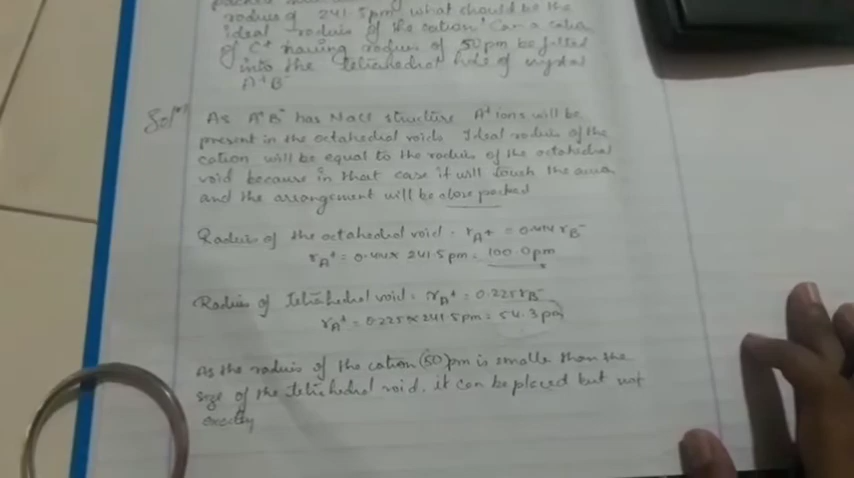 radius of 241.5pm what should be the
ideal radius of the cation? Can a cation
of C+ having radius of 50pm be fitted
into the tetrahedral hole of crystal
A+B-
Sol
As A+B- has NaCl structure A+ ions will be
present in the octahedral voids Ideal radius of the
cation will be equal to the radius of the octahedral
void because in that case it will touch the
and the arrangement will be close packed
Radius of the octahedral void. rA+ = 0.414 rB-
rA+ = 0.414 x 241.5pm = 100.0pm
Radius of tetrahedral void. rA+ = 0.225rB-
rA+ = 0.225 x 241.5pm = 54.3pm
As the radius of the cation (50)pm is smaller than the
size of the tetrahedral void. it can be placed but not
exactly